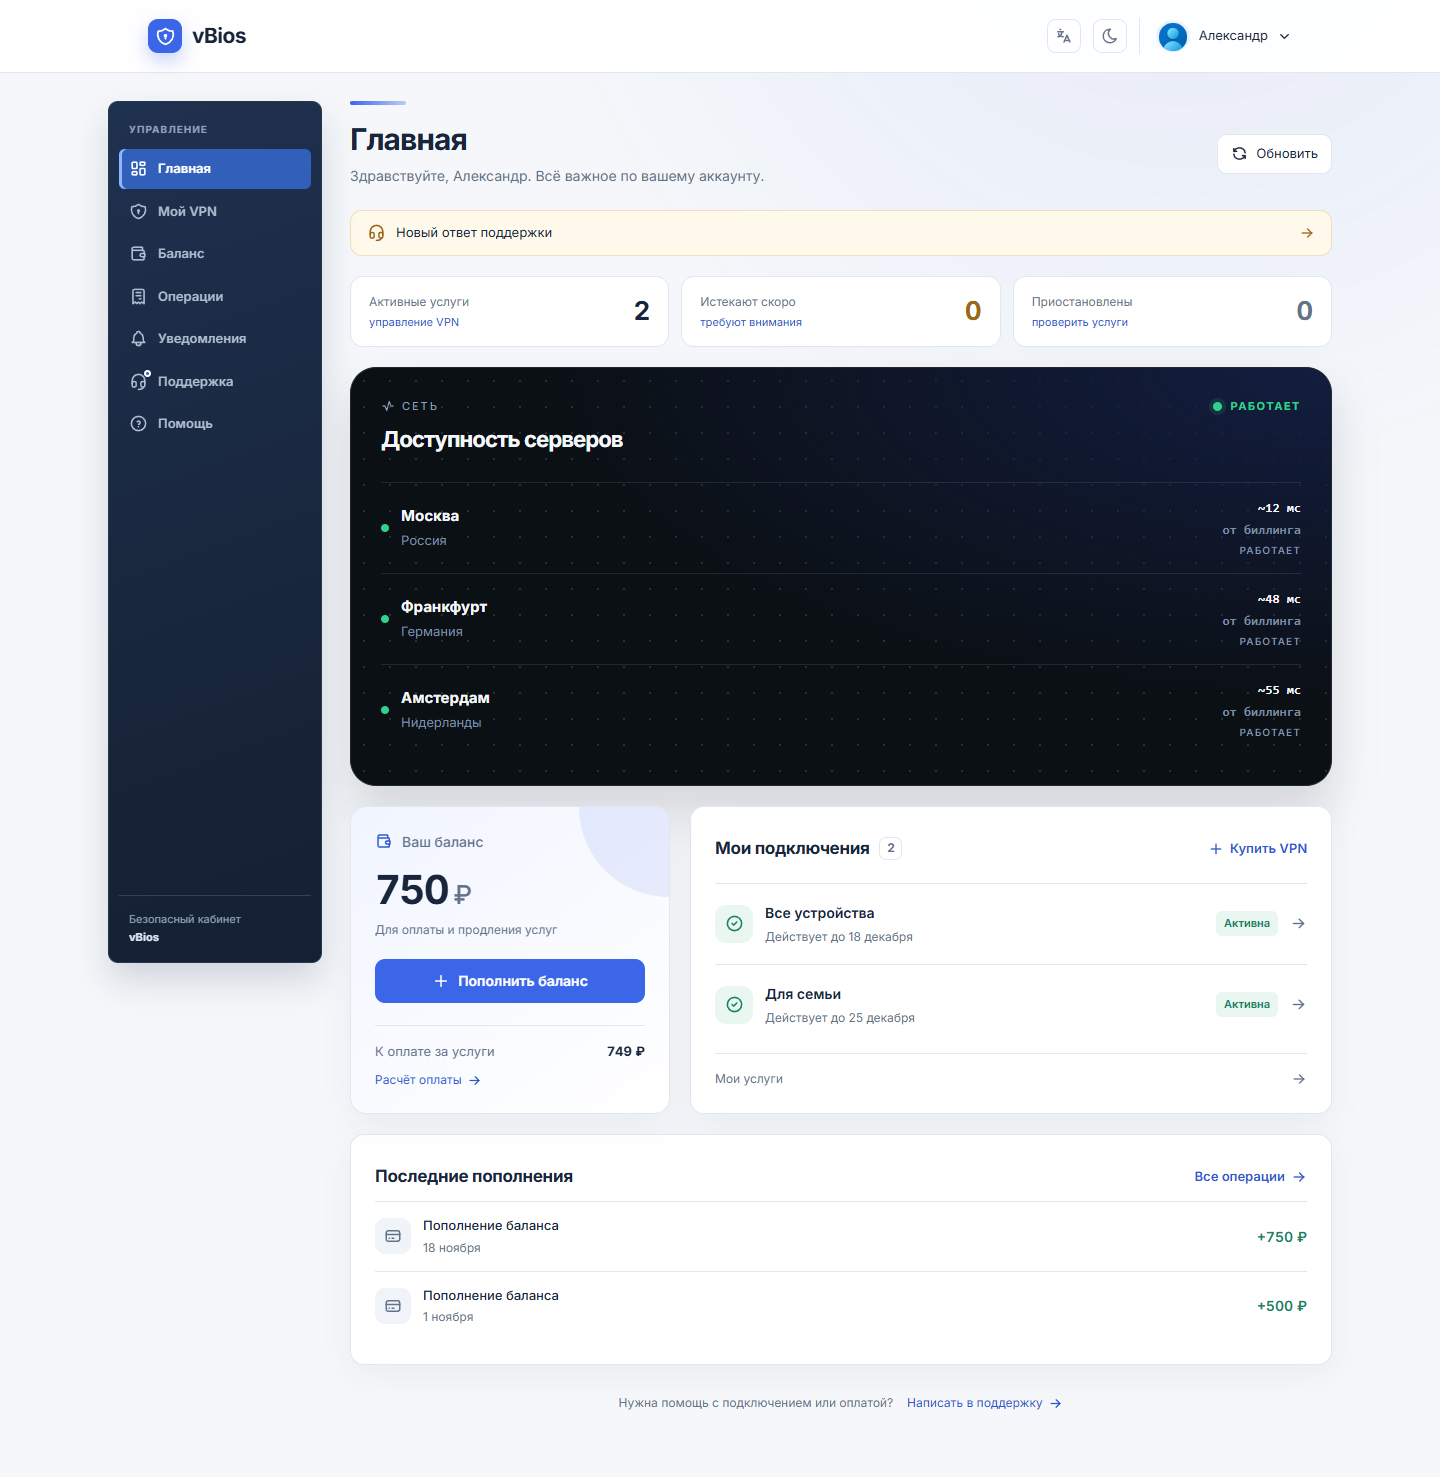 vBios
Александр
УПРАВЛЕНИЕ
Главная
Мой VPN
Баланс
Операции
Уведомления
Поддержка
Помощь
Безопасный кабинет
vBios
Главная
Здравствуйте, Александр. Всё важное по вашему аккаунту.
Обновить
Новый ответ поддержки
Активные услуги
управление VPN
2
Истекают скоро
требуют внимания
0
Приостановлены
проверить услуги
0
СЕТЬ
РАБОТАЕТ
Доступность серверов
Москва
Россия
~12 мс
от биллинга
РАБОТАЕТ
Франкфурт
Германия
~48 мс
от биллинга
РАБОТАЕТ
Амстердам
Нидерланды
~55 мс
от биллинга
РАБОТАЕТ
Ваш баланс
750 ₽
Для оплаты и продления услуг
Пополнить баланс
К оплате за услуги 749 ₽
Расчёт оплаты
Мои подключения 2
Купить VPN
Все устройства
Действует до 18 декабря
Активна
Для семьи
Действует до 25 декабря
Активна
Мои услуги
Последние пополнения
Все операции
Пополнение баланса
18 ноября
+750 ₽
Пополнение баланса
1 ноября
+500 ₽
Нужна помощь с подключением или оплатой? Написать в поддержку